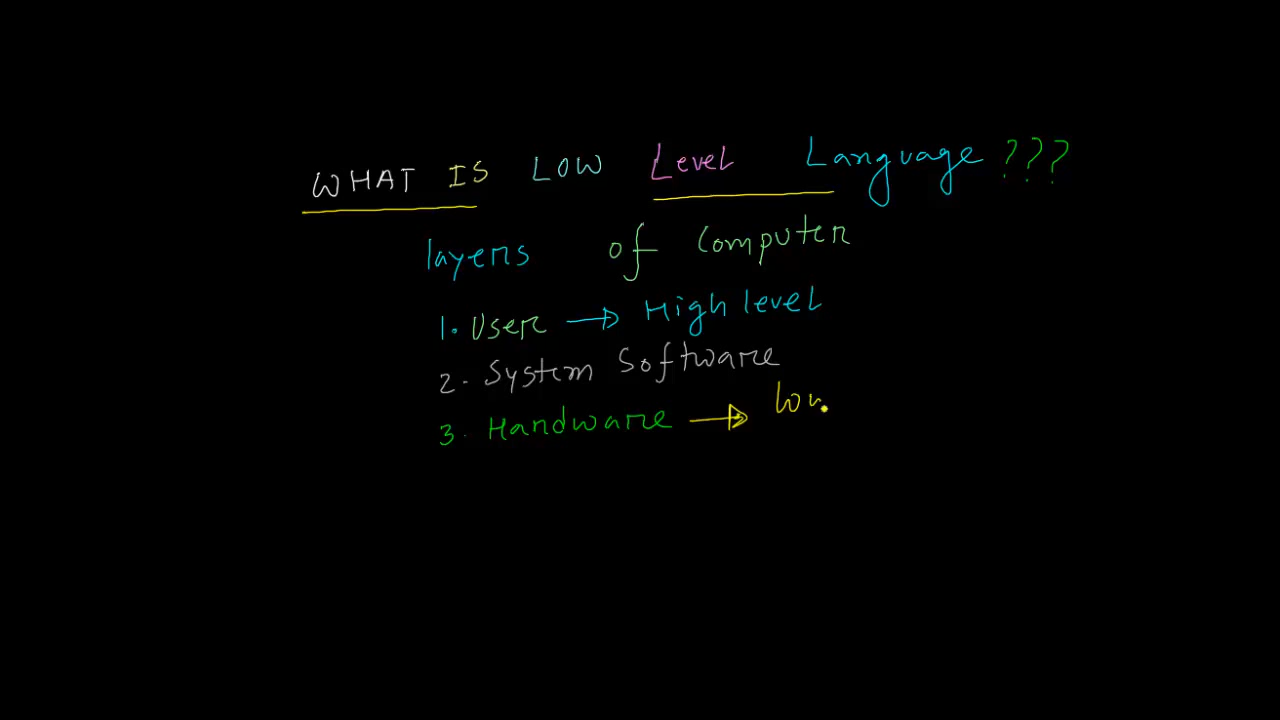 WHAT IS LOW Level Language ???
layers of computer
1. User → High level
2. System Software
3. Hardware →